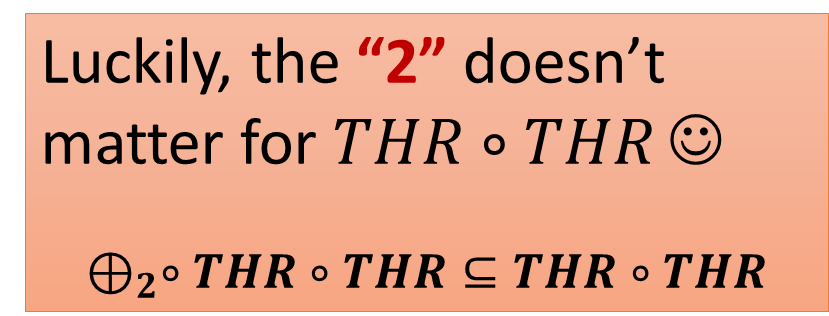 Luckily, the “2” doesn’t
matter for 𝑇𝐻𝑅 ∘ 𝑇𝐻𝑅 ☺
⊕₂∘ 𝑻𝑯𝑹 ∘ 𝑻𝑯𝑹 ⊆ 𝑻𝑯𝑹 ∘ 𝑻𝑯𝑹